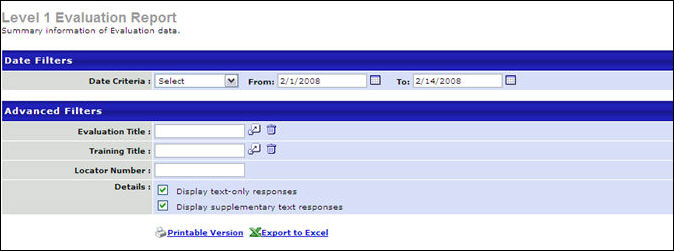 Level 1 Evaluation Report
Summary information of Evaluation data.
Date Filters
Date Criteria : Select From: 2/1/2008 To: 2/14/2008
Advanced Filters
Evaluation Title :
Training Title :
Locator Number :
Details : Display text-only responses
Display supplementary text responses
Printable Version Export to Excel